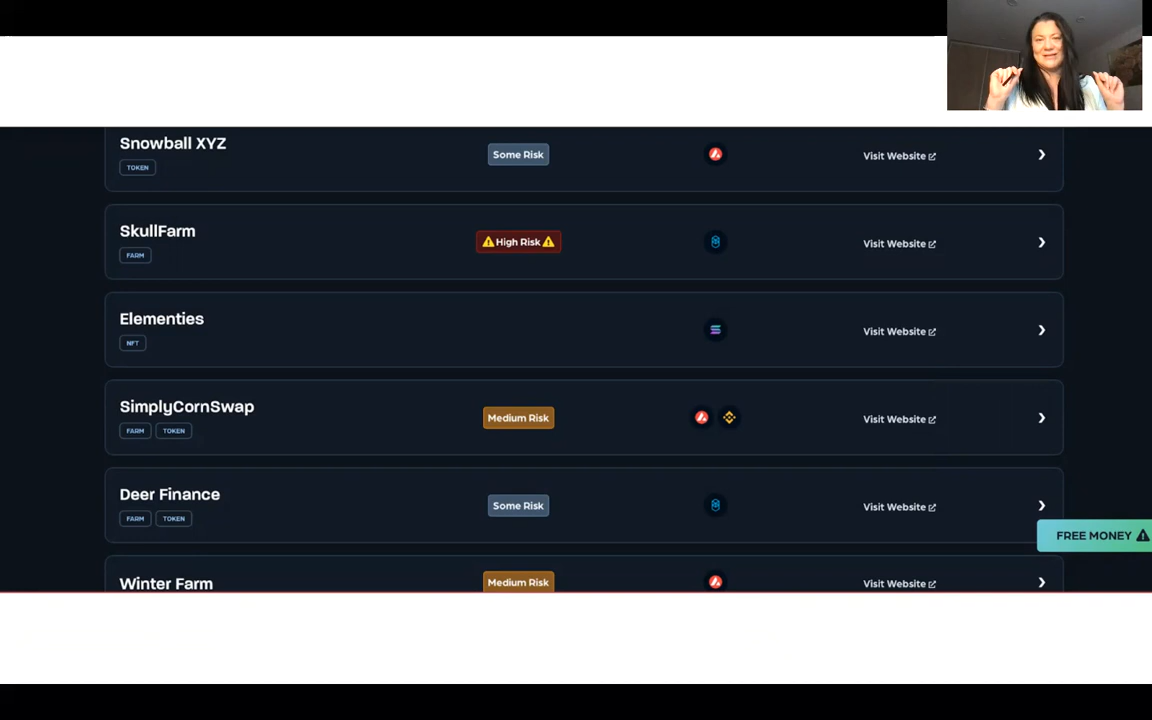 Snowball XYZ
TOKEN
Some Risk
Visit Website
SkullFarm
FARM
High Risk
Visit Website
Elementies
NFT
Visit Website
SimplyCornSwap
FARM TOKEN
Medium Risk
Visit Website
Deer Finance
FARM TOKEN
Some Risk
Visit Website
FREE MONEY
Winter Farm
Medium Risk
Visit Website